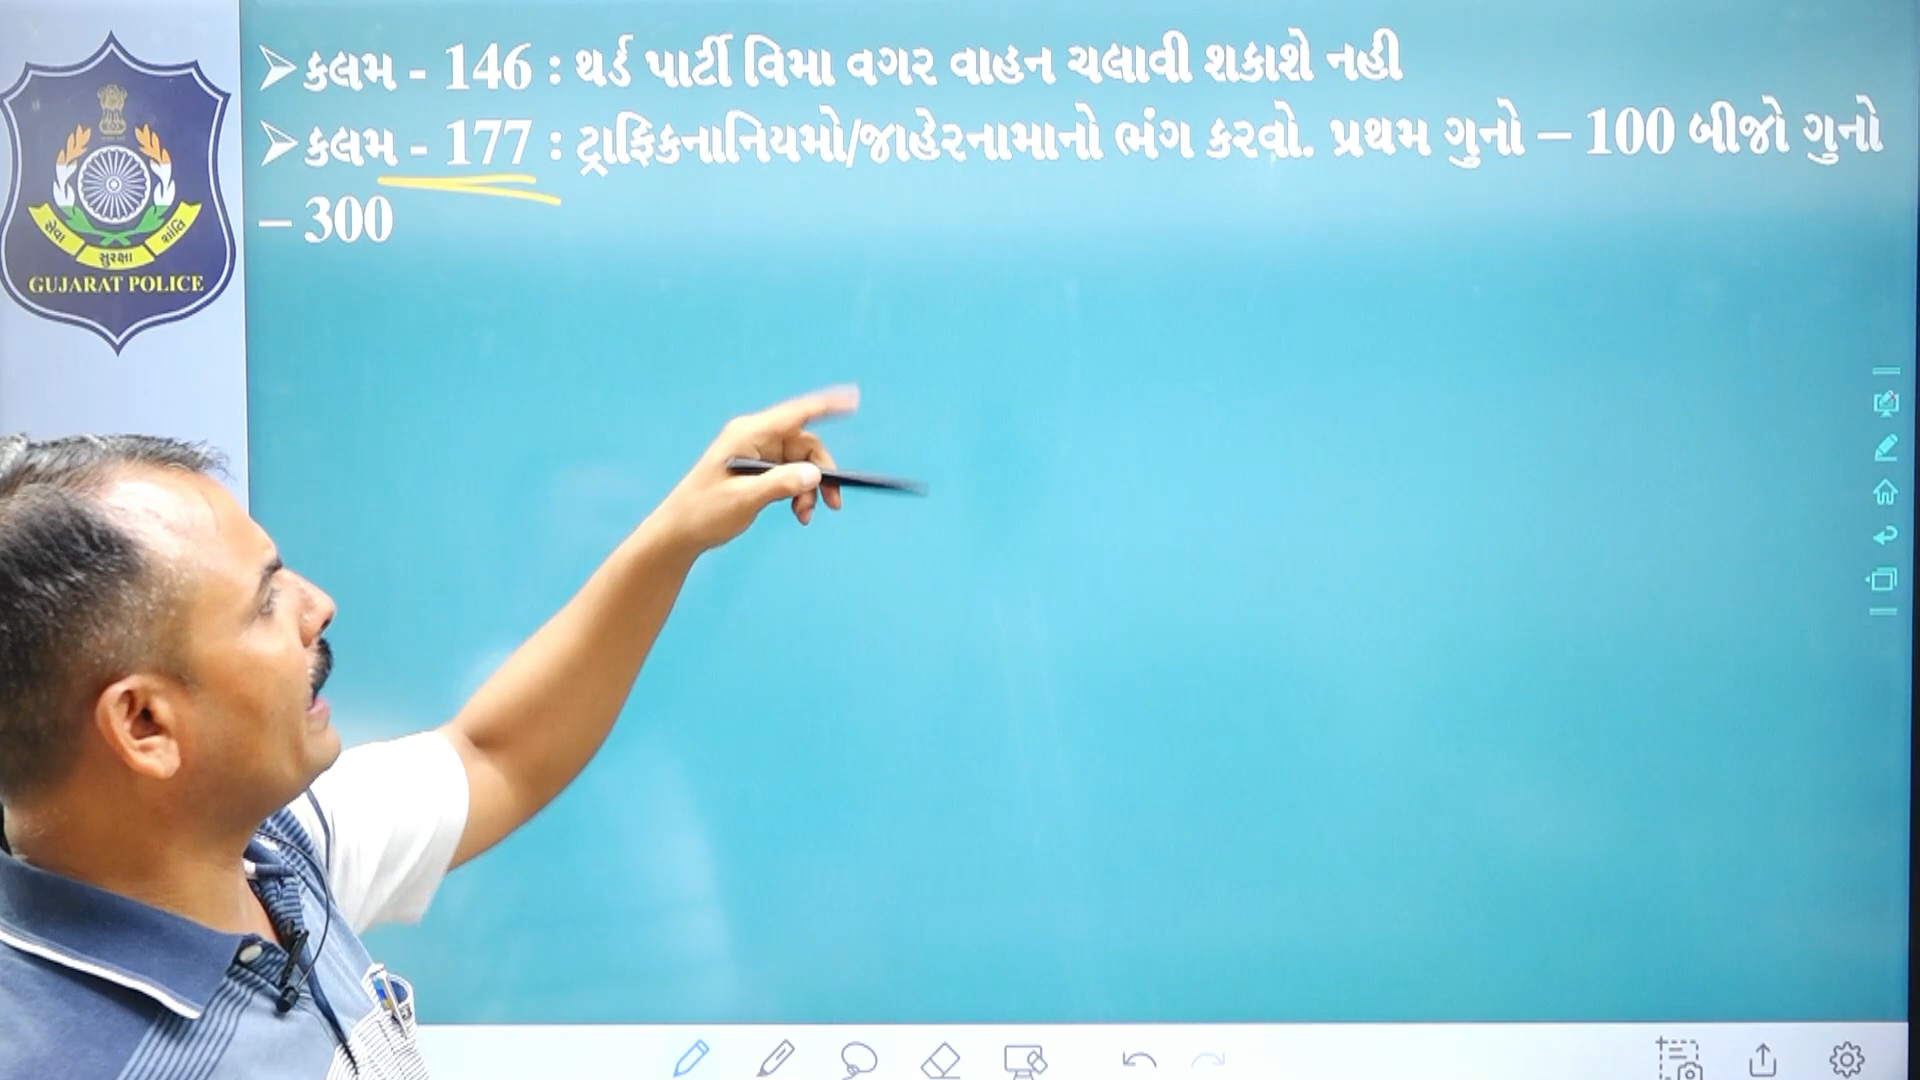 ➢કલમ - 146 : થર્ડ પાર્ટી વિમા વગર વાહન ચલાવી શકાશે નહી
➢કલમ - 177 : ટ્રાફિકનાનિયમો/જાહેરનામાનો ભંગ કરવો. પ્રથમ ગુનો – 100 બીજો ગુનો
– 300
સેવા
સુરક્ષા
શાંતિ
GUJARAT POLICE